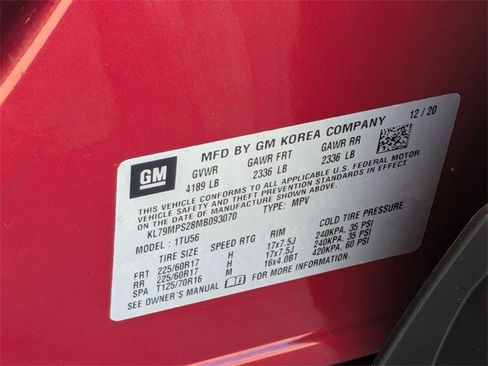 12/20
GM
MFD BY GM KOREA COMPANY
GVWR GAWR FRT GAWR RR
4189 LB 2336 LB 2336 LB
THIS VEHICLE CONFORMS TO ALL APPLICABLE U.S. FEDERAL MOTOR
VEHICLE SAFETY AND THEFT PREVENTION STANDARDS IN EFFECT
ON THE DATE OF MANUFACTURE SHOWN ABOVE.
KL79MPS28MB093070 TYPE: MPV
MODEL: 1TU56
TIRE SIZE SPEED RTG RIM COLD TIRE PRESSURE
FRT 225/60R17 H 17x7.5J 240KPA, 35 PSI
RR 225/60R17 H 17x7.5J 240KPA, 35 PSI
SPA T125/70R16 M 16x4.0BT 420KPA, 60 PSI
SEE OWNER'S MANUAL FOR MORE INFORMATION.